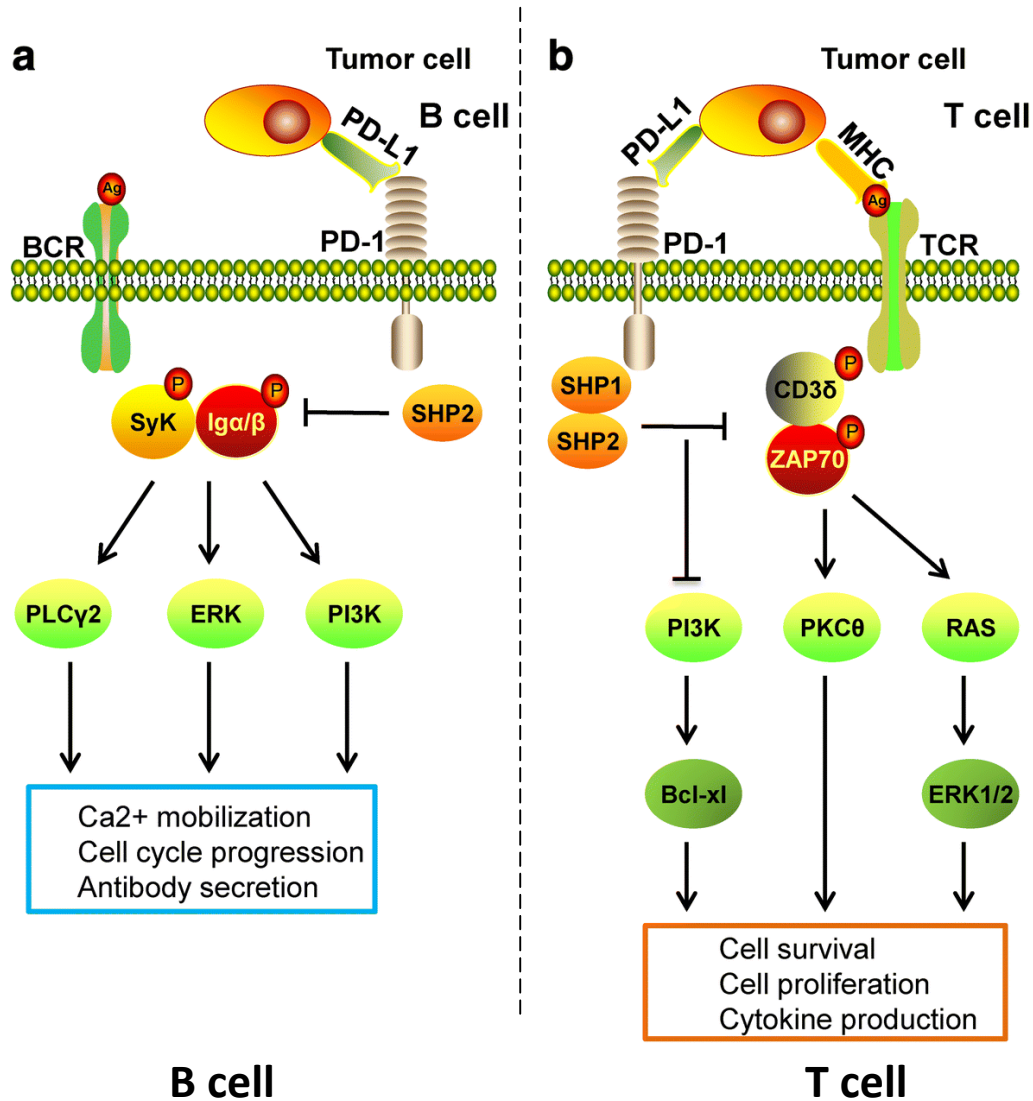 a
Tumor cell
B cell
PD-L1
Ag
BCR
PD-1
SyK
P
Igα/β
P
SHP2
PLCγ2
ERK
PI3K
Ca2+ mobilization
Cell cycle progression
Antibody secretion
B cell
b
Tumor cell
T cell
PD-L1
MHC
Ag
PD-1
TCR
SHP1
SHP2
CD3δ
P
ZAP70
P
PI3K
PKCθ
RAS
Bcl-xl
ERK1/2
Cell survival
Cell proliferation
Cytokine production
T cell